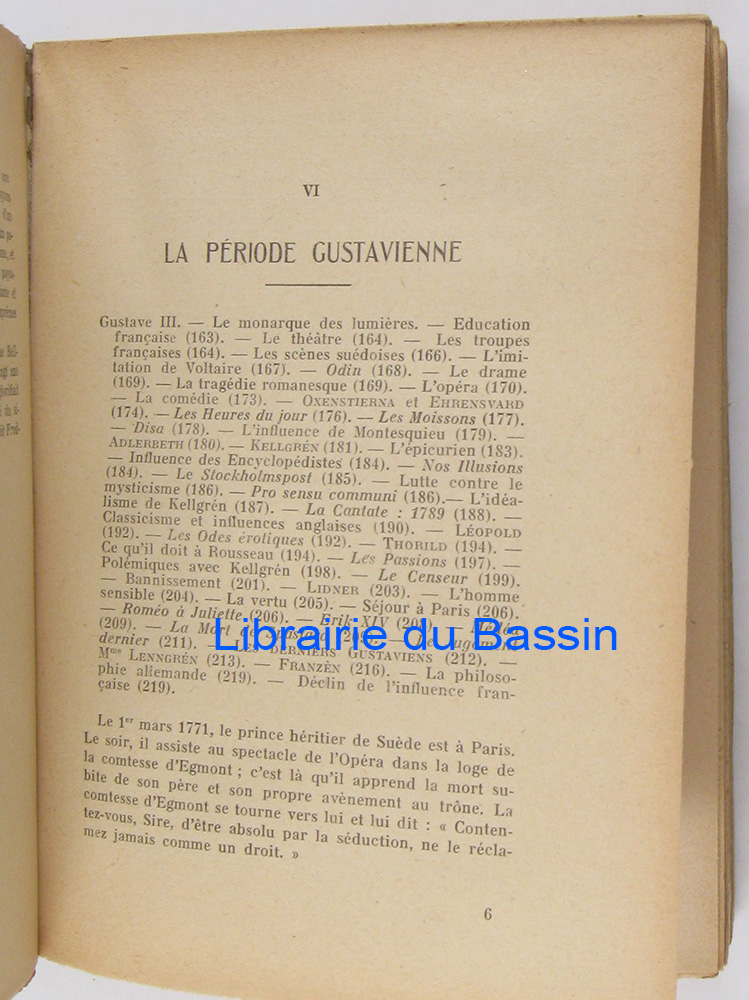 VI
LA PÉRIODE GUSTAVIENNE
Gustave III. — Le monarque des lumières. — Education
française (163). — Le théâtre (164). — Les troupes
françaises (164). — Les scènes suédoises (166). — L'imi-
tation de Voltaire (167). — Odin (168). — Le drame
(169). — La tragédie romanesque (169). — L'opéra (170).
— La comédie (173). — OXENSTIERNA et EHRENSVARD
(174). — Les Heures du jour (176). — Les Moissons (177).
— Disa (178). — L'influence de Montesquieu (179). —
ADLERBETH (180). — KELLGRÉN (181). — L'épicurien (183).
— Influence des Encyclopédistes (184). — Nos Illusions
(184). — Le Stockholmspost (185). — Lutte contre le
mysticisme (186). — Pro sensu communi (186).— L'idéa-
lisme de Kellgrén (187). — La Cantate : 1789 (188). —
Classicisme et influences anglaises (190). — LÉOPOLD
(192). — Les Odes érotiques (192). — THORILD (194). —
Ce qu'il doit à Rousseau (194). — Les Passions (197). —
Polémiques avec Kellgrén (198). — Le Censeur (199).
— Bannissement (201). — LIDNER (203). — L'homme
sensible (204). — La vertu (205). — Séjour à Paris (206).
— Roméo à Juliette (206). — Erik XIV
(209). — La Mort
dernier (211). — LES DERNIERS GUSTAVIENS (212). —
Mme LENNGRÉN (213). — FRANZÈN (216). — La philoso-
phie allemande (219). — Déclin de l'influence fran-
çaise (219).
Librairie du Bassin
Le 1er mars 1771, le prince héritier de Suède est à Paris.
Le soir, il assiste au spectacle de l'Opéra dans la loge de
la comtesse d'Egmont ; c'est là qu'il apprend la mort su-
bite de son père et son propre avènement au trône. La
comtesse d'Egmont se tourne vers lui et lui dit : « Conten-
tez-vous, Sire, d'être absolu par la séduction, ne le récla-
mez jamais comme un droit. »
6